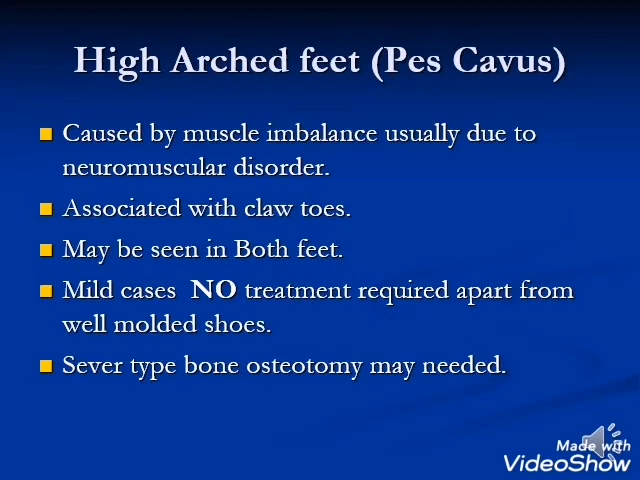 High Arched feet (Pes Cavus)
Caused by muscle imbalance usually due to
neuromuscular disorder.
Associated with claw toes.
May be seen in Both feet.
Mild cases NO treatment required apart from
well molded shoes.
Sever type bone osteotomy may needed.
Made with
VideoShow